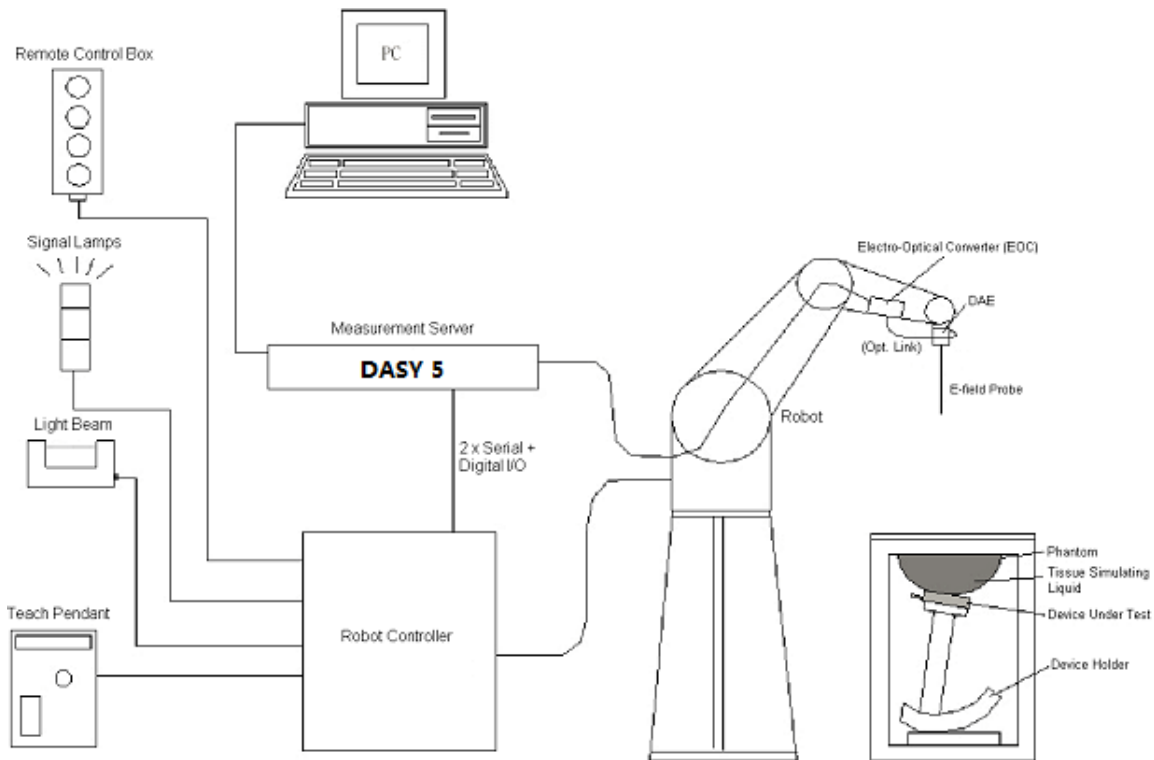 PC
Remote Control Box
Signal Lamps
Electro-Optical Converter (EOC)
DAE
Measurement Server
(Opt. Link)
DASY 5
E-field Probe
Robot
Light Beam
2 x Serial +
Digital I/O
Phantom
Tissue Simulating
Liquid
Teach Pendant
Device Under Test
Robot Controller
Device Holder